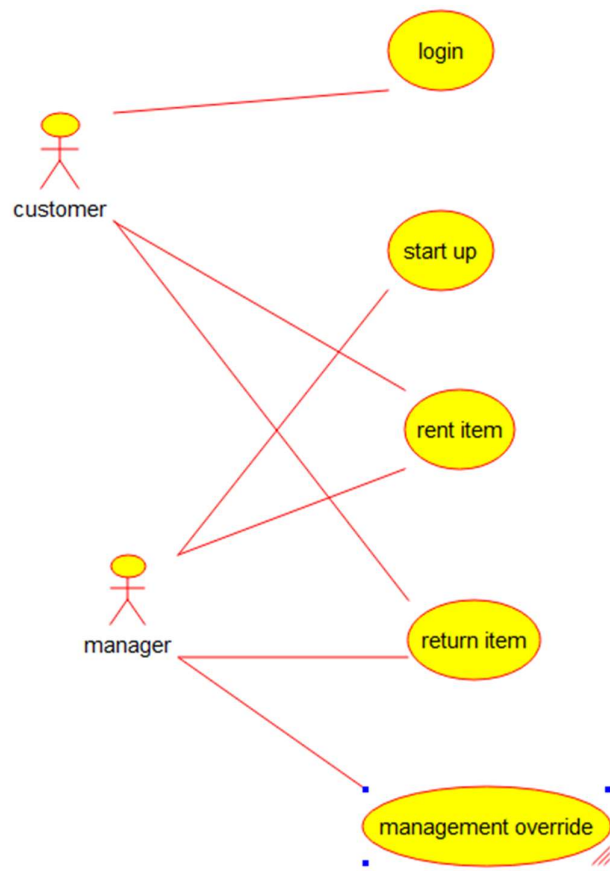 login
customer
start up
rent item
manager
return item
management override